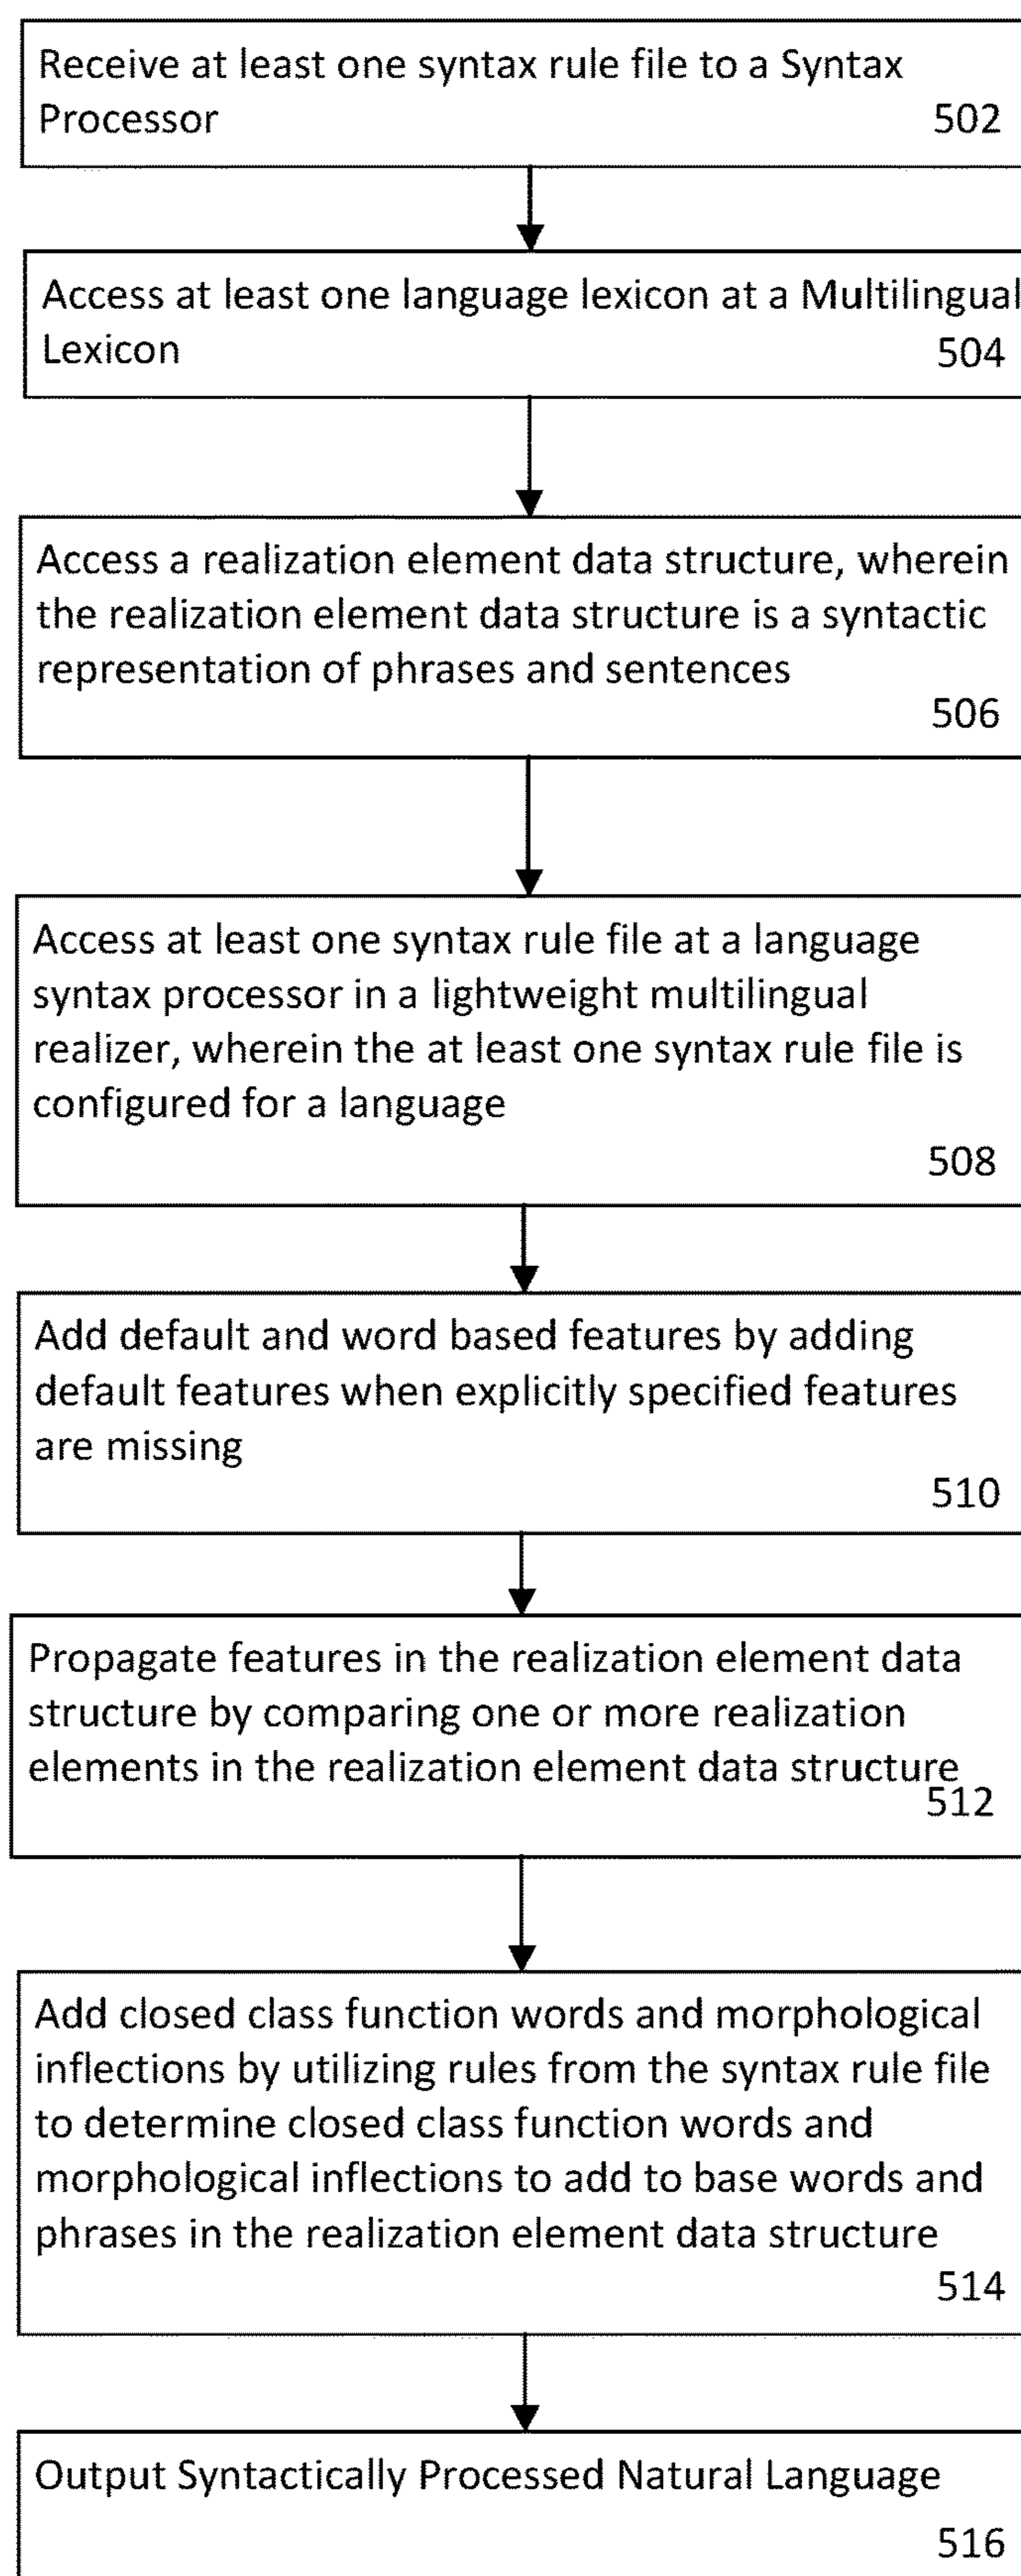 Receive at least one syntax rule file to a Syntax
Processor 502
Access at least one language lexicon at a Multilingual
Lexicon 504
Access a realization element data structure, wherein
the realization element data structure is a syntactic
representation of phrases and sentences
506
Access at least one syntax rule file at a language
syntax processor in a lightweight multilingual
realizer, wherein the at least one syntax rule file is
configured for a language
508
Add default and word based features by adding
default features when explicitly specified features
are missing
510
Propagate features in the realization element data
structure by comparing one or more realization
elements in the realization element data structure
512
Add closed class function words and morphological
inflections by utilizing rules from the syntax rule file
to determine closed class function words and
morphological inflections to add to base words and
phrases in the realization element data structure
514
Output Syntactically Processed Natural Language
516